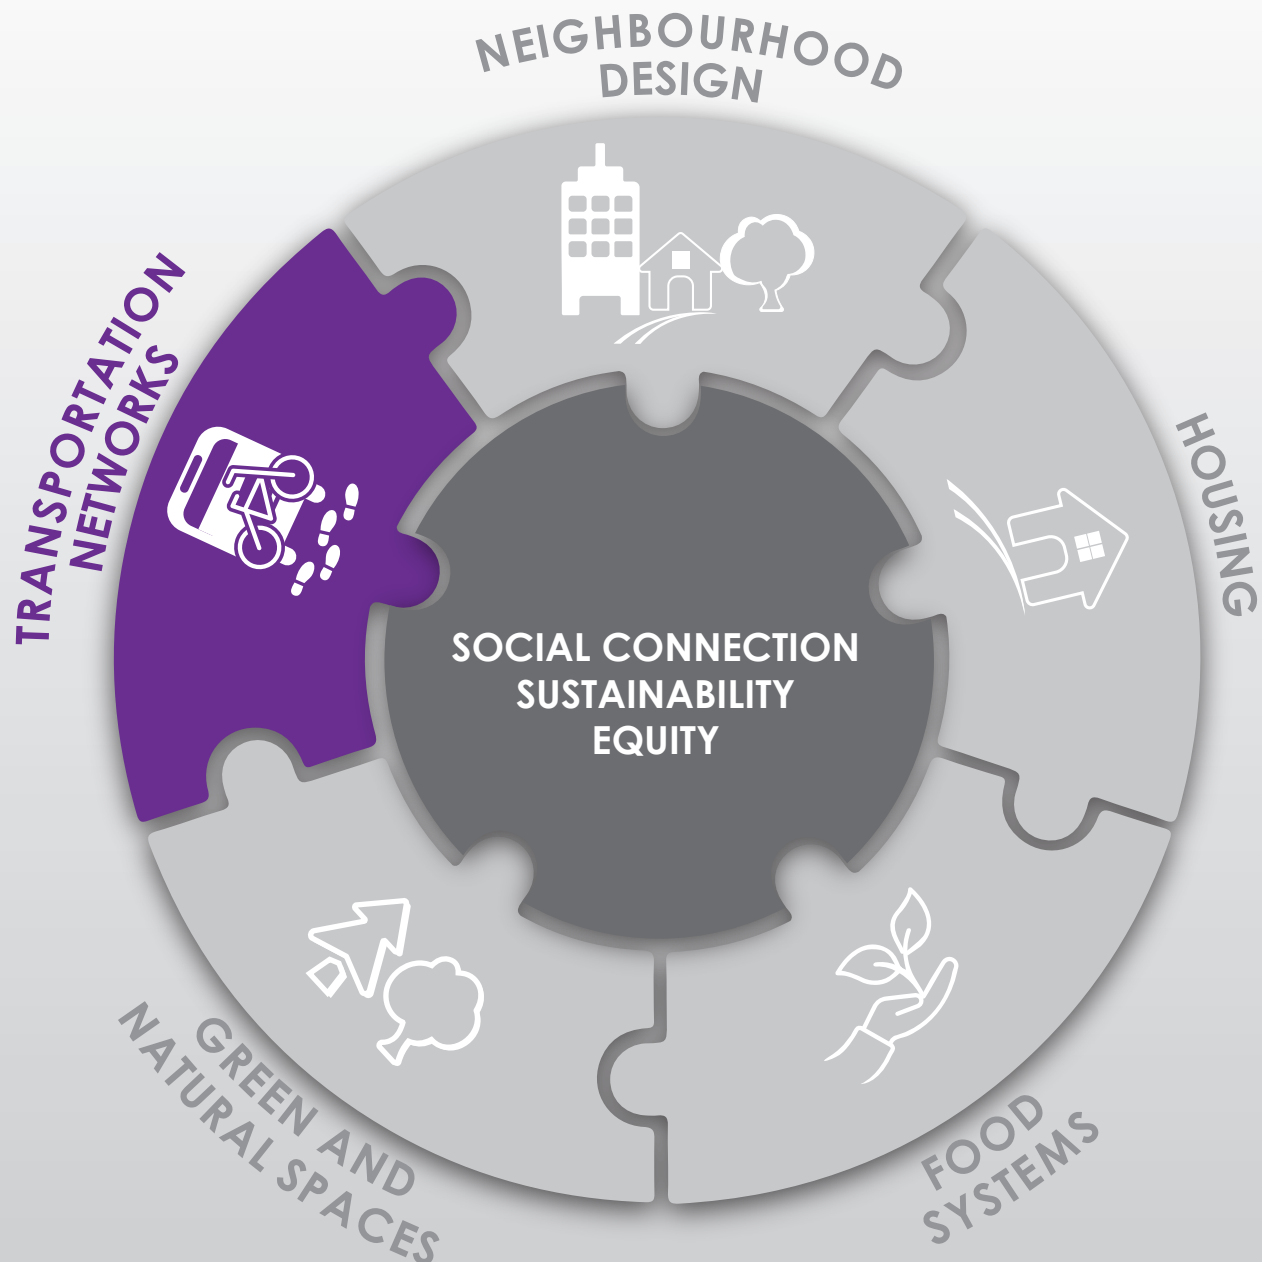 NEIGHBOURHOOD
DESIGN
TRANSPORTATION
NETWORKS
HOUSING
SOCIAL CONNECTION
SUSTAINABILITY
EQUITY
GREEN AND
NATURAL SPACES
FOOD
SYSTEMS